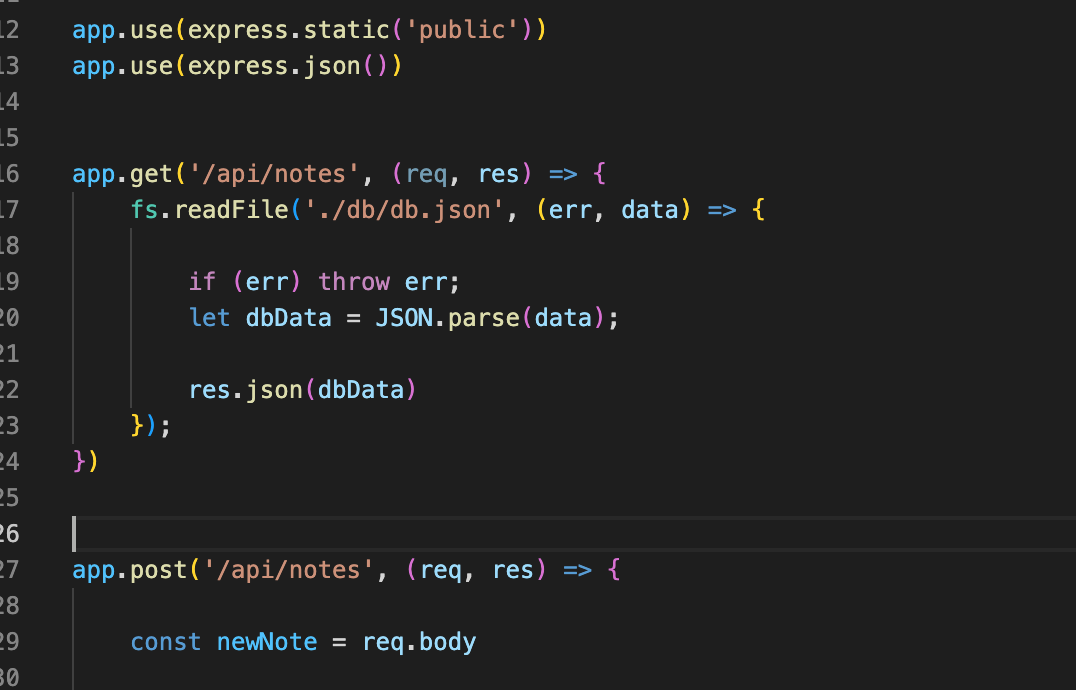 12 app.use(express.static('public'))
13 app.use(express.json())
14
15
16 app.get('/api/notes', (req, res) => {
17     fs.readFile('./db/db.json', (err, data) => {
18
19         if (err) throw err;
20         let dbData = JSON.parse(data);
21
22         res.json(dbData)
23     });
24 })
25
26
27 app.post('/api/notes', (req, res) => {
28
29     const newNote = req.body
30